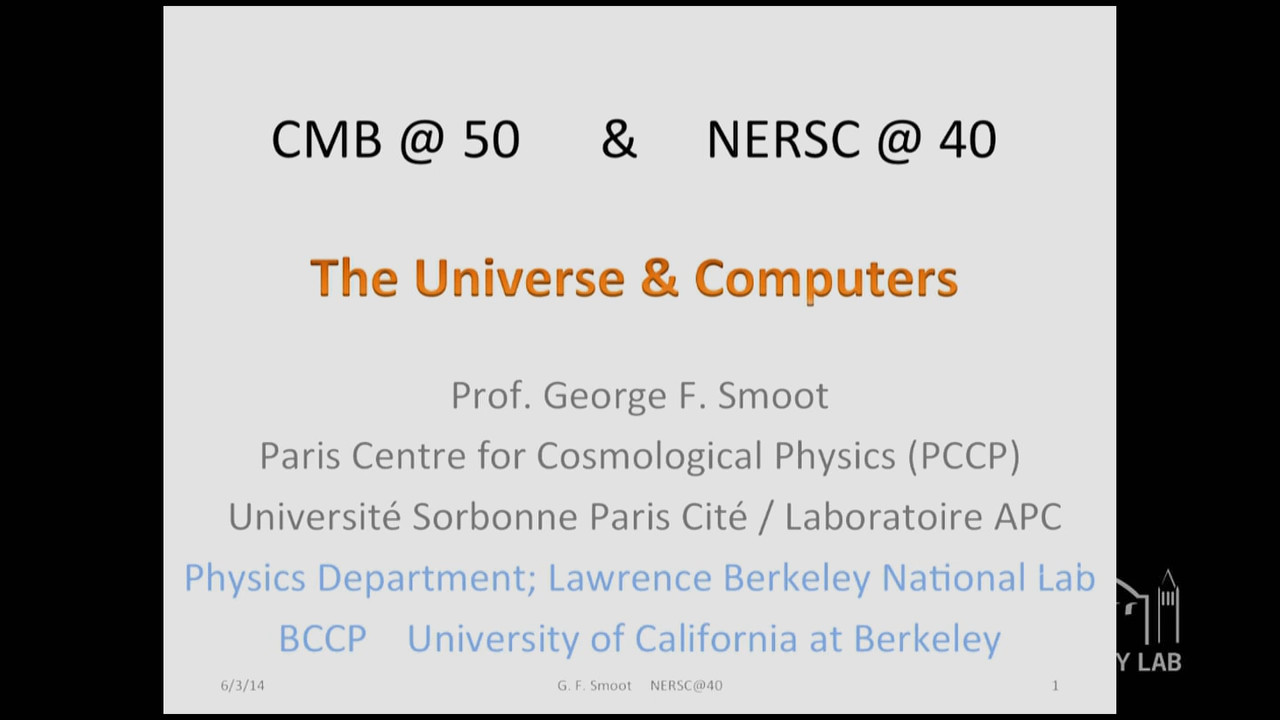 CMB @ 50 & NERSC @ 40
The Universe & Computers
Prof. George F. Smoot
Paris Centre for Cosmological Physics (PCCP)
Université Sorbonne Paris Cité / Laboratoire APC
Physics Department; Lawrence Berkeley National Lab
BCCP University of California at Berkeley
Y LAB
6/3/14 G. F. Smoot NERSC@40 1